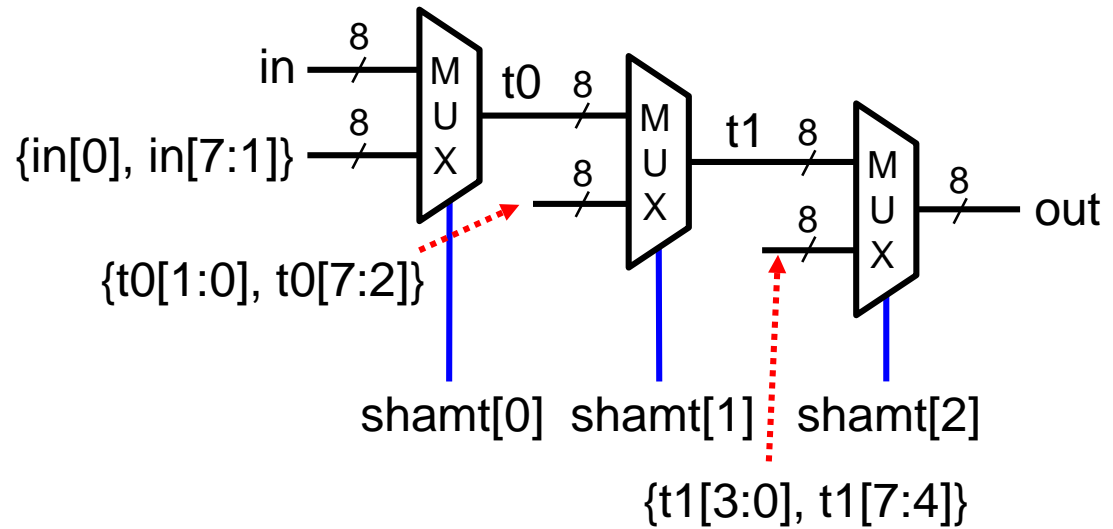 in
8
M
U
X
{in[0], in[7:1]}
8
t0
8
M
U
X
8
{t0[1:0], t0[7:2]}
t1
8
M
U
X
8
8
out
shamt[0]
shamt[1]
shamt[2]
{t1[3:0], t1[7:4]}